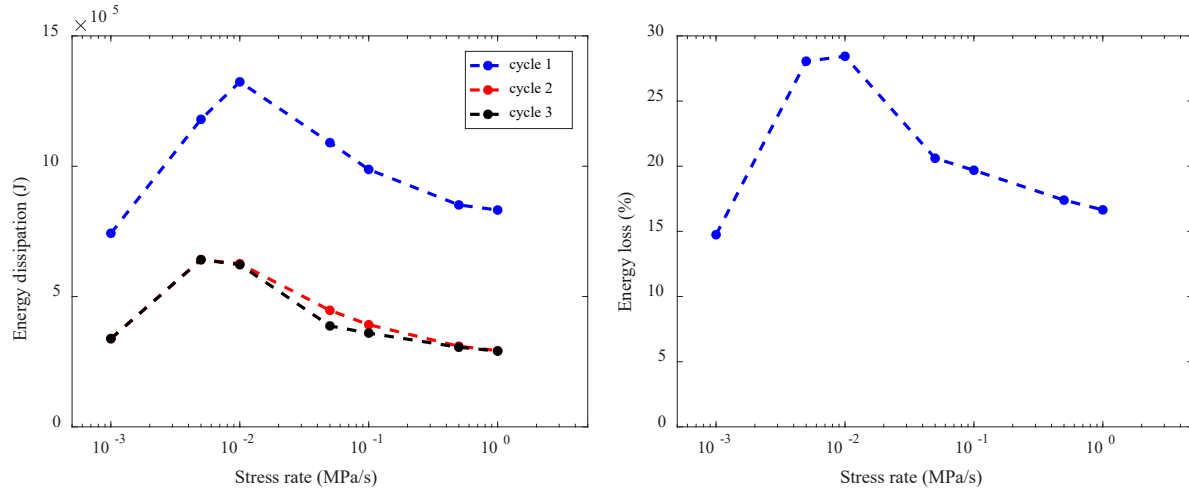 × 10 5
15
10
5
0
Energy dissipation (J)
cycle 1
cycle 2
cycle 3
10 -3
10 -2
10 -1
10 0
Stress rate (MPa/s)
30
25
20
15
10
5
0
Energy loss (%)
10 -3
10 -2
10 -1
10 0
Stress rate (MPa/s)